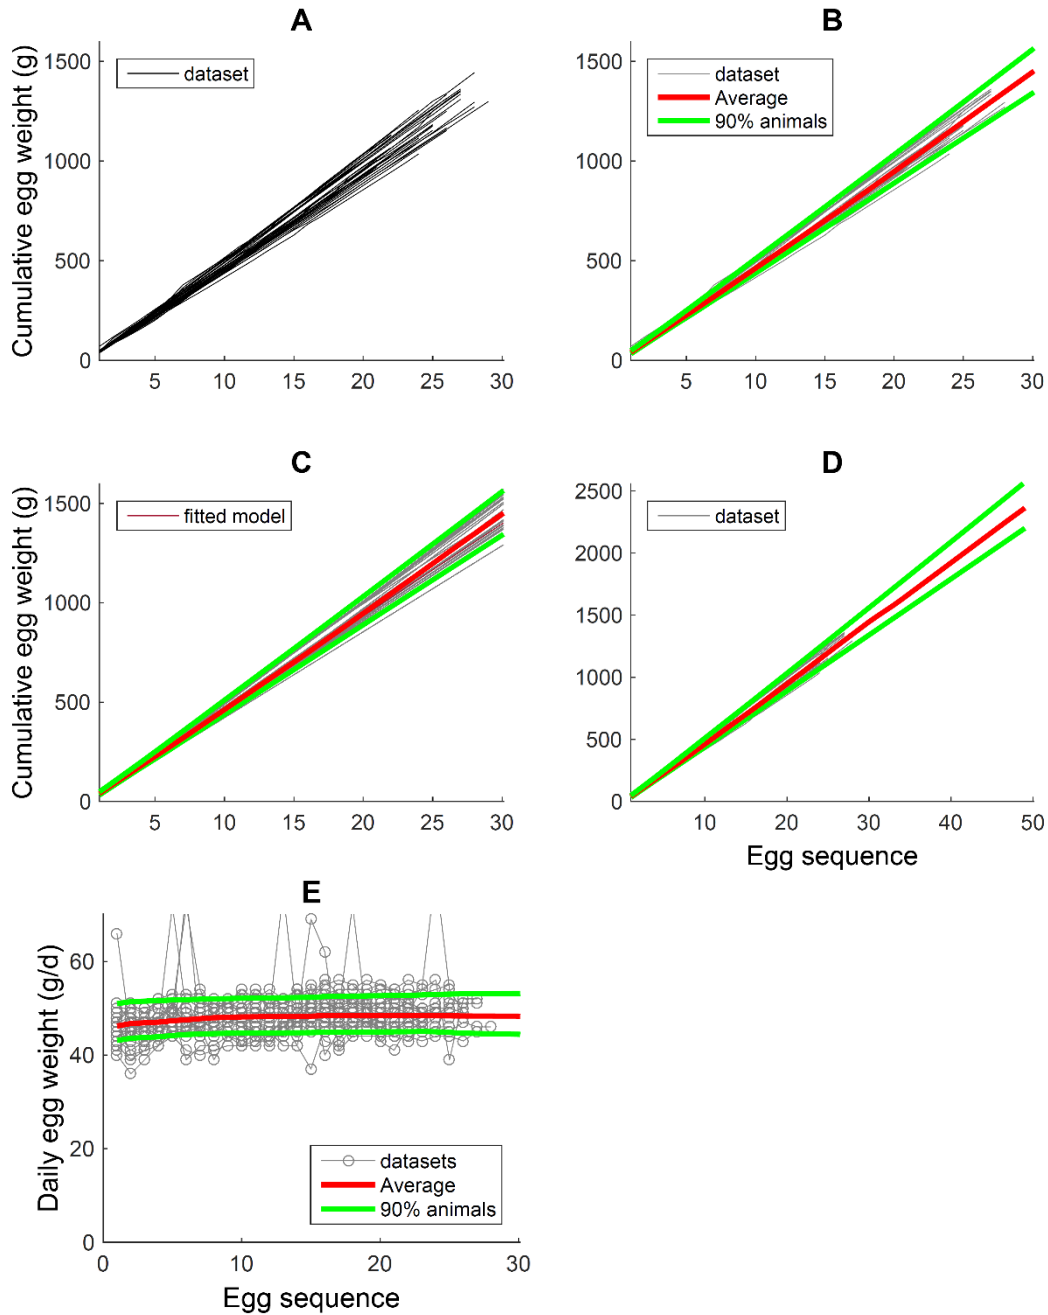 A
Cumulative egg weight (g)
1500
1000
500
0
dataset
5 10 15 20 25 30
B
1500
1000
500
0
dataset
Average
90% animals
5 10 15 20 25 30
C
Cumulative egg weight (g)
1500
1000
500
0
fitted model
5 10 15 20 25 30
D
2500
2000
1500
1000
500
0
dataset
10 20 30 40 50
Egg sequence
E
Daily egg weight (g/d)
60
40
20
0
datasets
Average
90% animals
0 10 20 30
Egg sequence